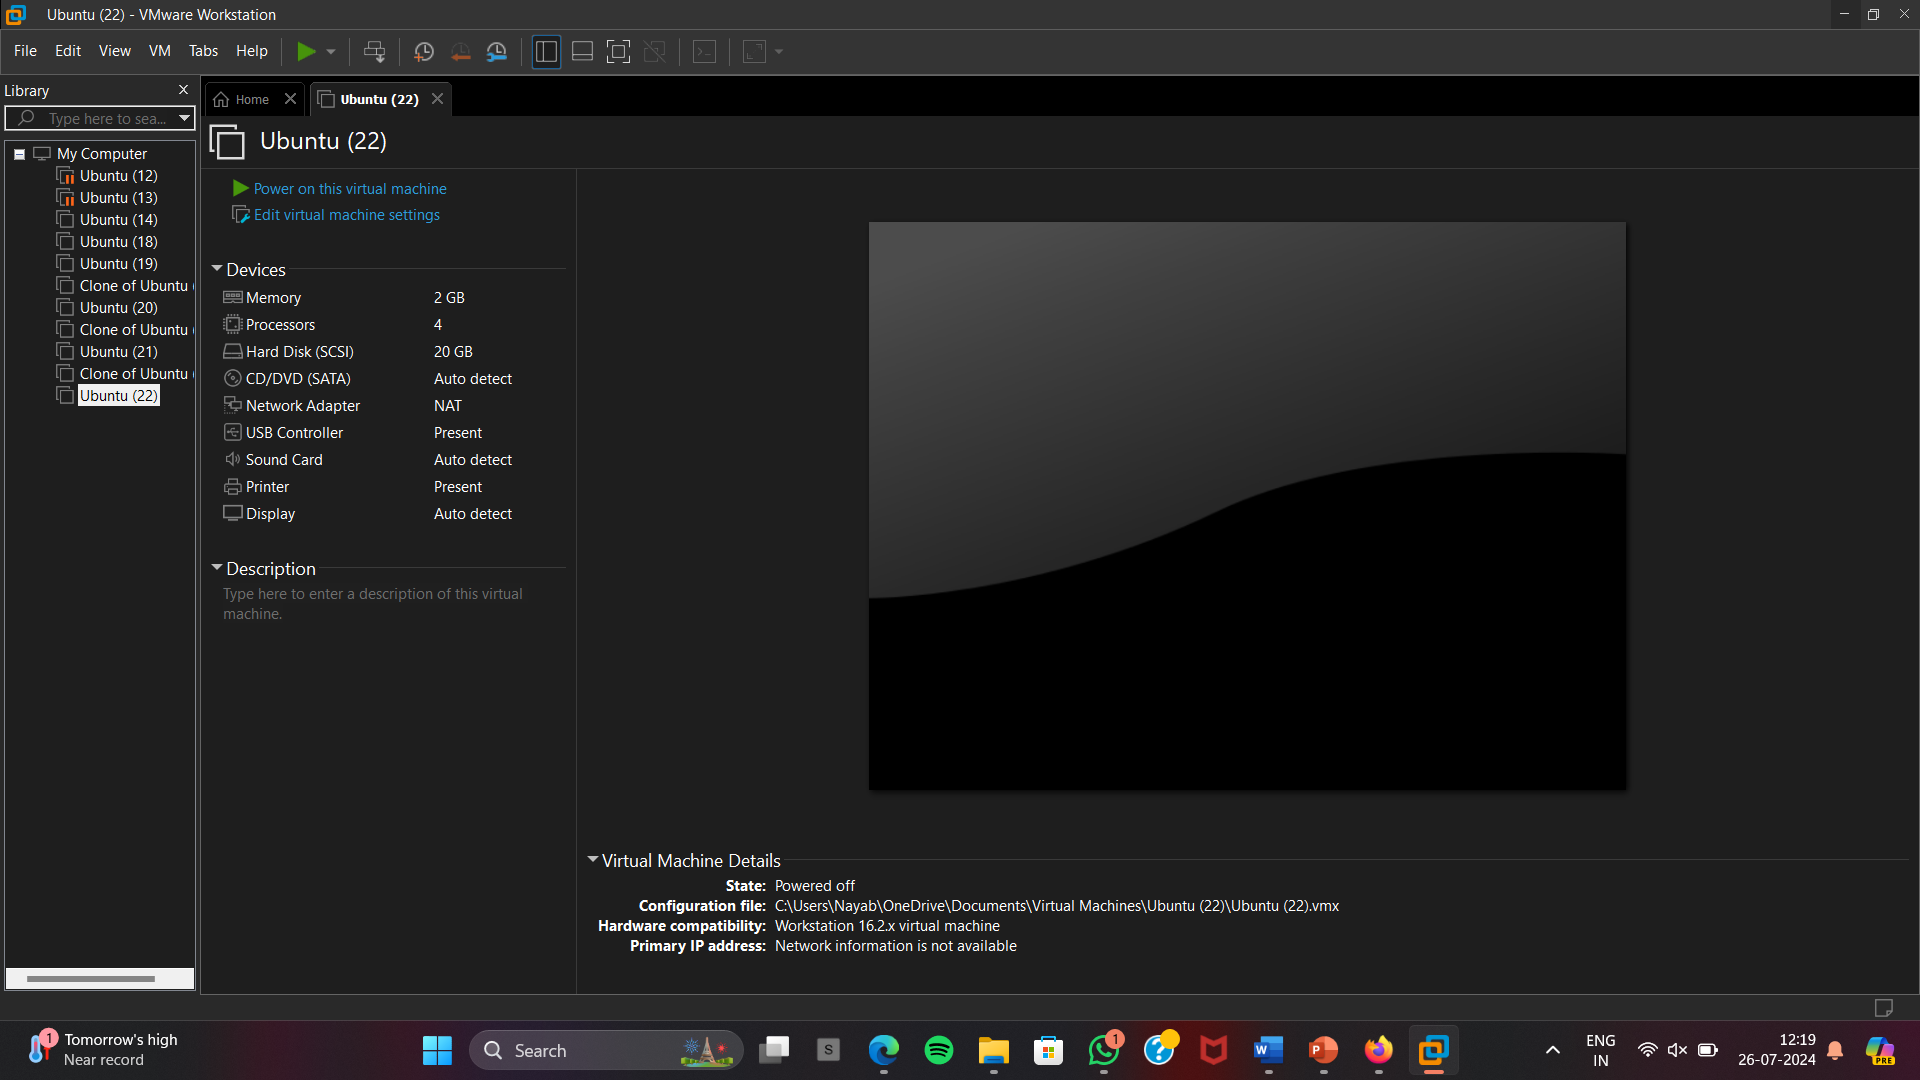 Ubuntu (22) - VMware Workstation
File Edit View VM Tabs Help
Library
Type here to sea...
My Computer
Ubuntu (12)
Ubuntu (13)
Ubuntu (14)
Ubuntu (18)
Ubuntu (19)
Clone of Ubuntu
Ubuntu (20)
Clone of Ubuntu
Ubuntu (21)
Clone of Ubuntu
Ubuntu (22)
Home
Ubuntu (22)
Ubuntu (22)
Power on this virtual machine
Edit virtual machine settings
Devices
Memory 2 GB
Processors 4
Hard Disk (SCSI) 20 GB
CD/DVD (SATA) Auto detect
Network Adapter NAT
USB Controller Present
Sound Card Auto detect
Printer Present
Display Auto detect
Description
Type here to enter a description of this virtual
machine.
Virtual Machine Details
State: Powered off
Configuration file: C:\Users\Nayab\OneDrive\Documents\Virtual Machines\Ubuntu (22)\Ubuntu (22).vmx
Hardware compatibility: Workstation 16.2.x virtual machine
Primary IP address: Network information is not available
1
Tomorrow's high
Near record
Search
S
1
W
P
ENG
IN
12:19
26-07-2024
PRE